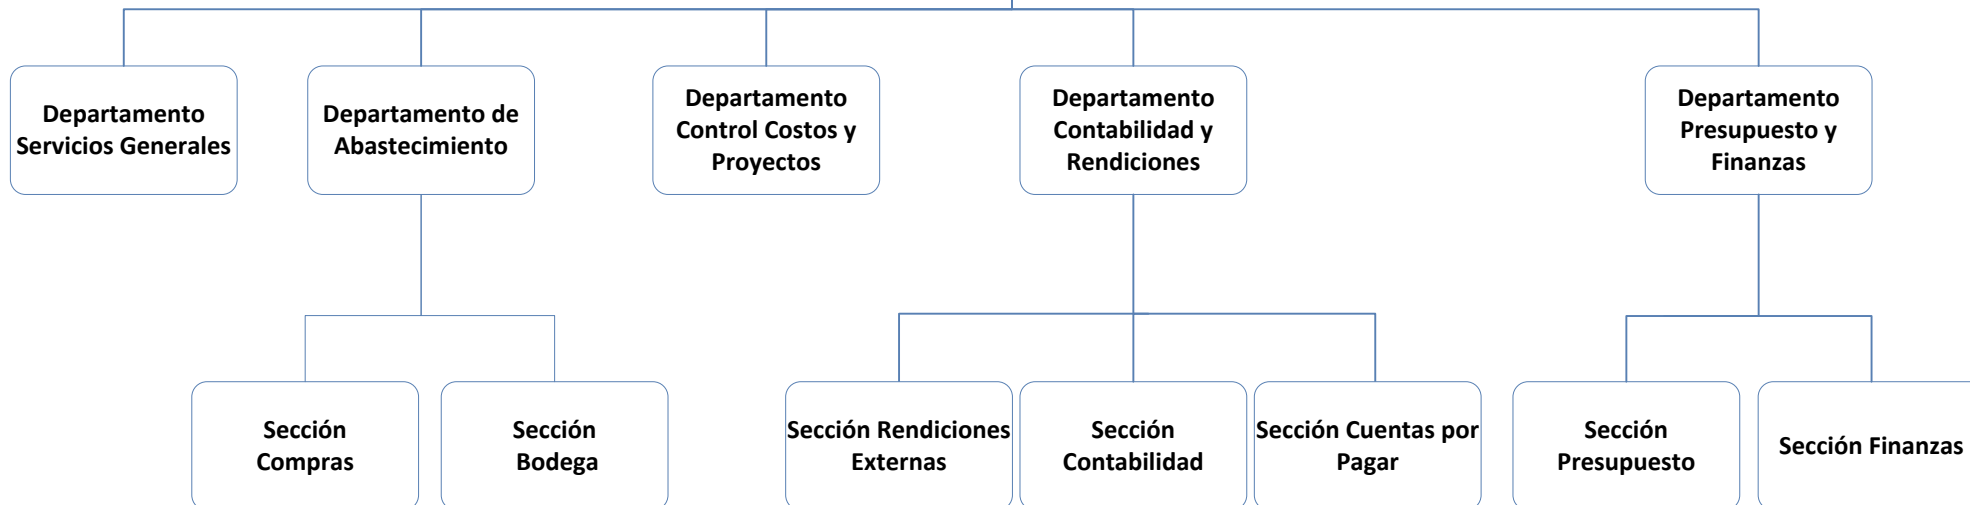 Departamento
Servicios Generales
Departamento de
Abastecimiento
Departamento
Control Costos y
Proyectos
Departamento
Contabilidad y
Rendiciones
Departamento
Presupuesto y
Finanzas
Sección
Compras
Sección
Bodega
Sección Rendiciones
Externas
Sección
Contabilidad
Sección Cuentas por
Pagar
Sección
Presupuesto
Sección Finanzas